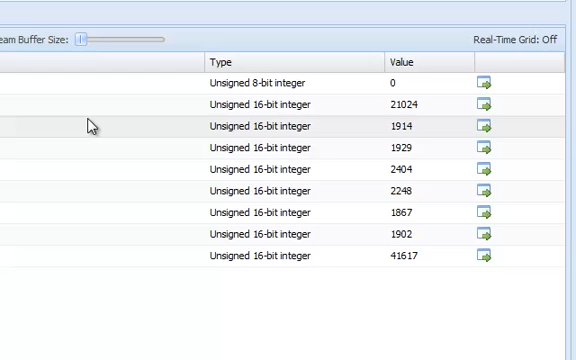 eam Buffer Size: Real-Time Grid: Off
Type Value
Unsigned 8-bit integer 0
Unsigned 16-bit integer 21024
Unsigned 16-bit integer 1914
Unsigned 16-bit integer 1929
Unsigned 16-bit integer 2404
Unsigned 16-bit integer 2248
Unsigned 16-bit integer 1867
Unsigned 16-bit integer 1902
Unsigned 16-bit integer 41617